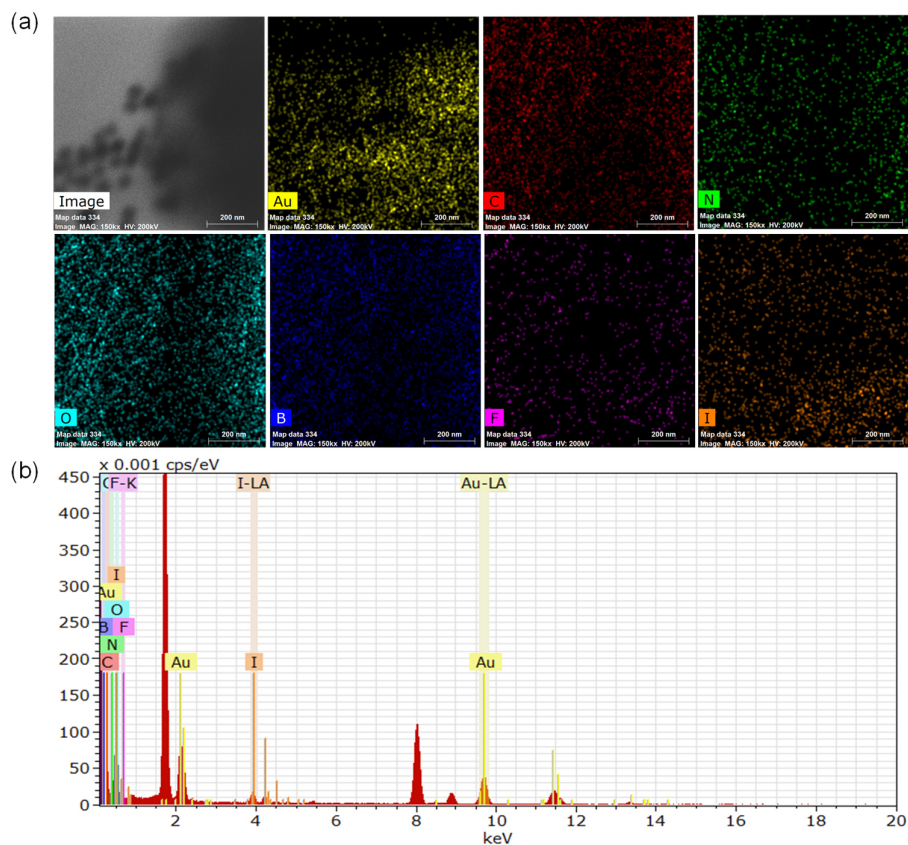 (a)
Image
Map data 334
Image MAG: 150kx HV: 200kV
200 nm
Au
Map data 334
Image MAG: 150kx HV: 200kV
200 nm
C
Map data 334
Image MAG: 150kx HV: 200kV
200 nm
N
Map data 334
Image MAG: 150kx HV: 200kV
200 nm
O
Map data 334
Image MAG: 150kx HV: 200kV
200 nm
B
Map data 334
Image MAG: 150kx HV: 200kV
200 nm
F
Map data 334
Image MAG: 150kx HV: 200kV
200 nm
I
Map data 334
Image MAG: 150kx HV: 200kV
200 nm
(b)
x 0.001 cps/eV
450
400
350
300
250
200
150
100
50
0
F-K
I-LA
Au-LA
I
Au
O
B
F
N
C
Au
I
Au
2
4
6
8
10
12
14
16
18
20
keV